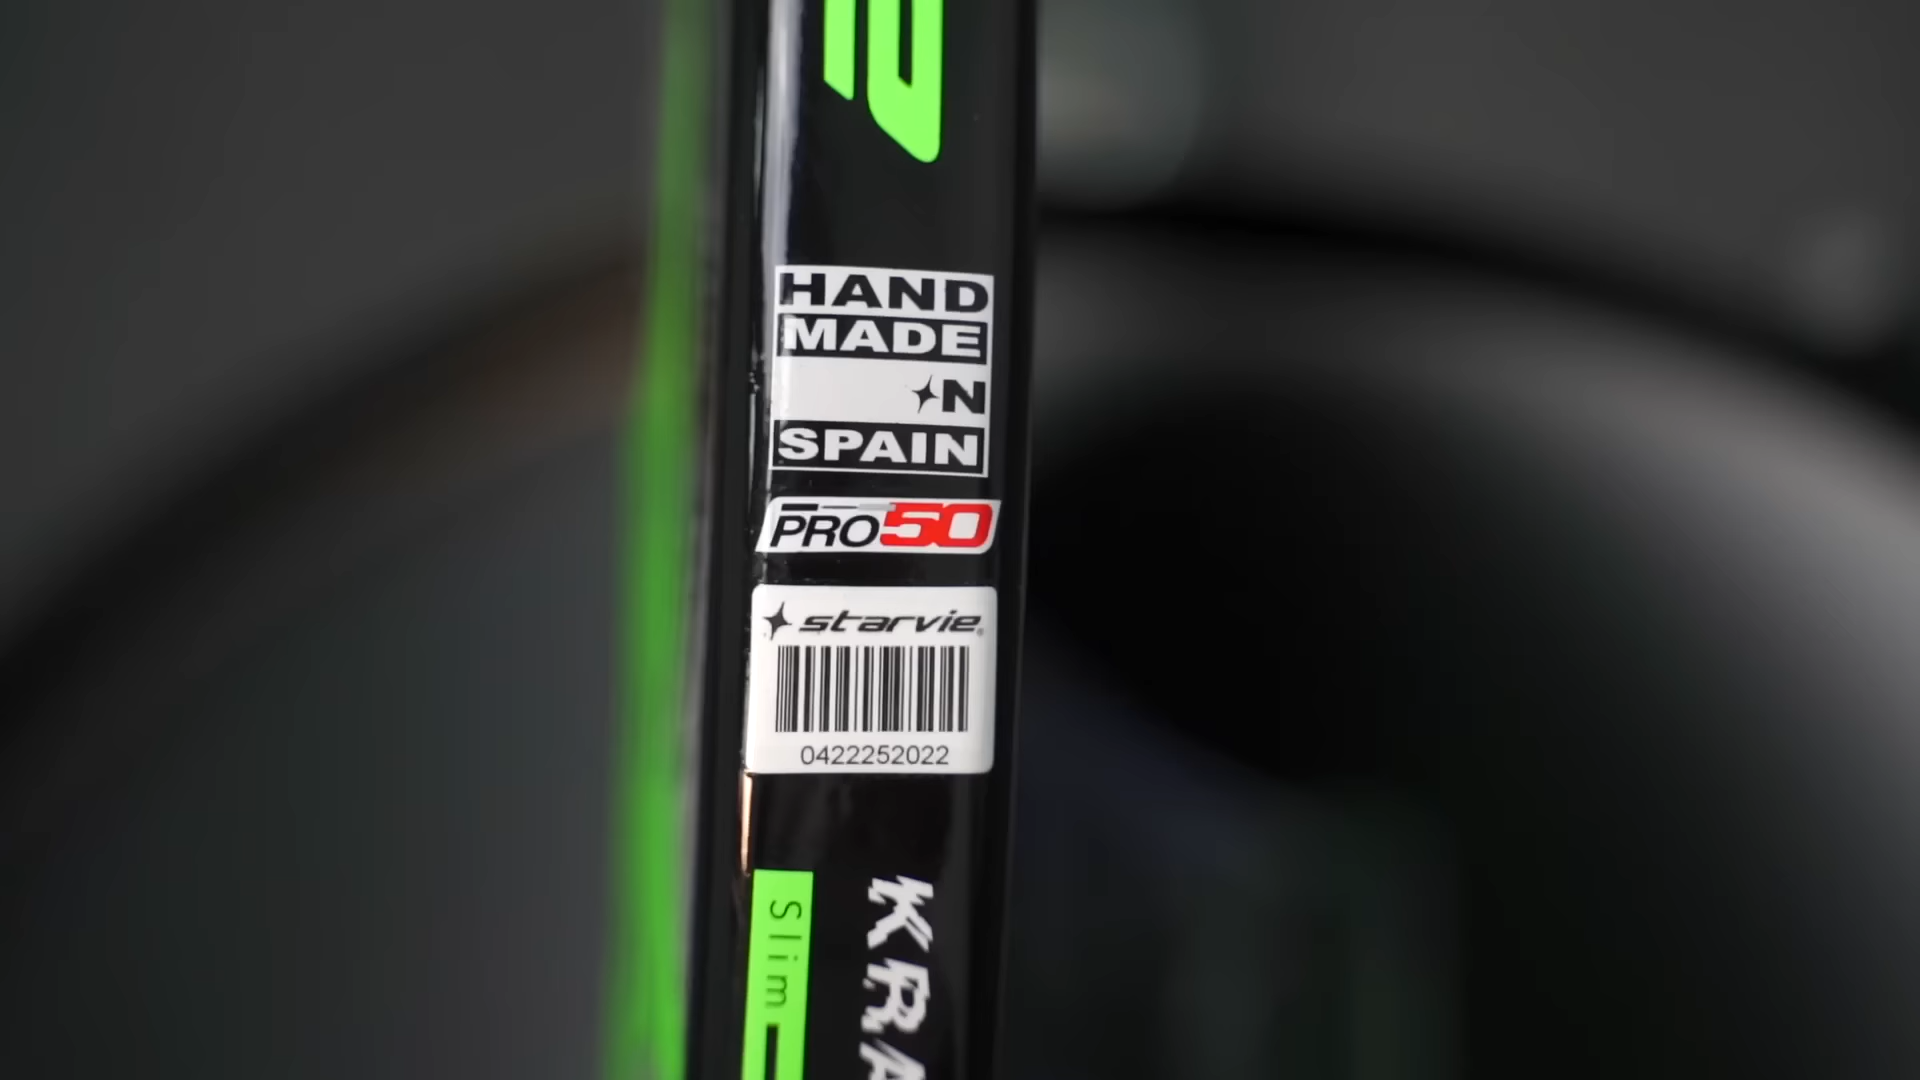 HAND
MADE
N
SPAIN
PRO50
starvie
0422252022
Slim
KRA